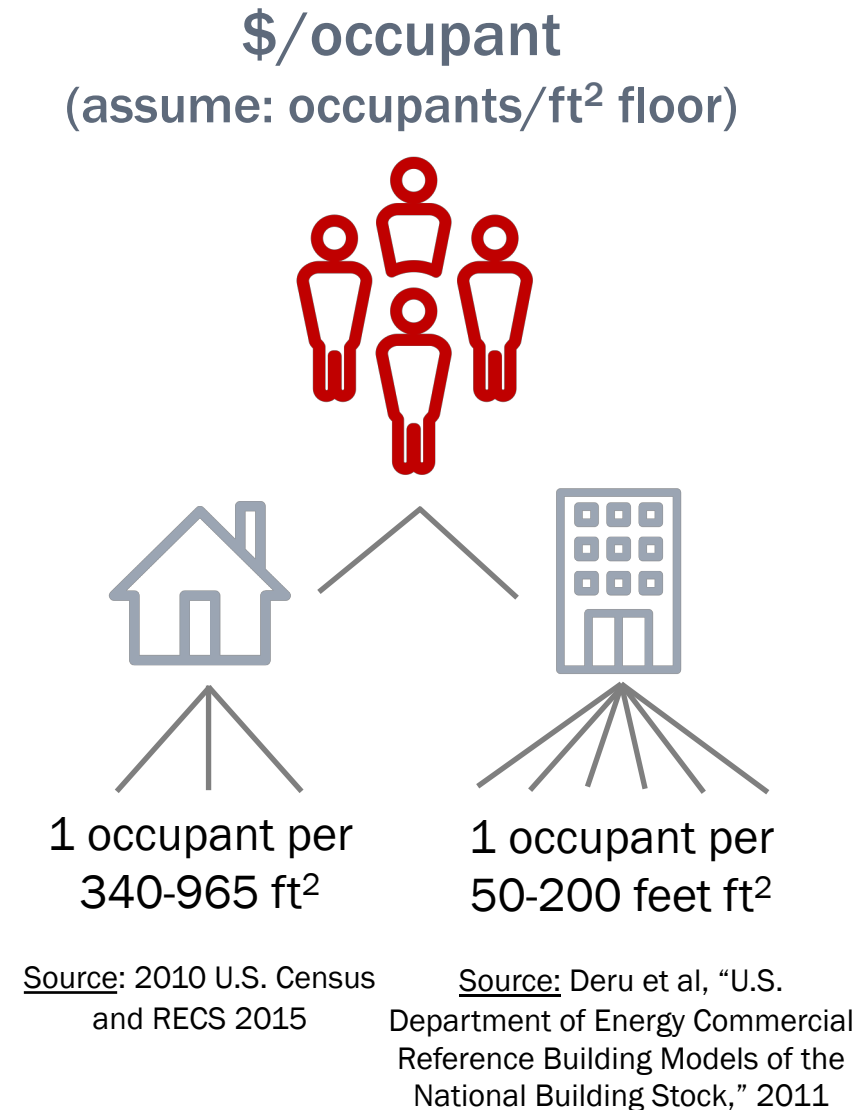 $/occupant
(assume: occupants/ft² floor)
1 occupant per
340-965 ft²
Source: 2010 U.S. Census
and RECS 2015
1 occupant per
50-200 feet ft²
Source: Deru et al, “U.S.
Department of Energy Commercial
Reference Building Models of the
National Building Stock,” 2011